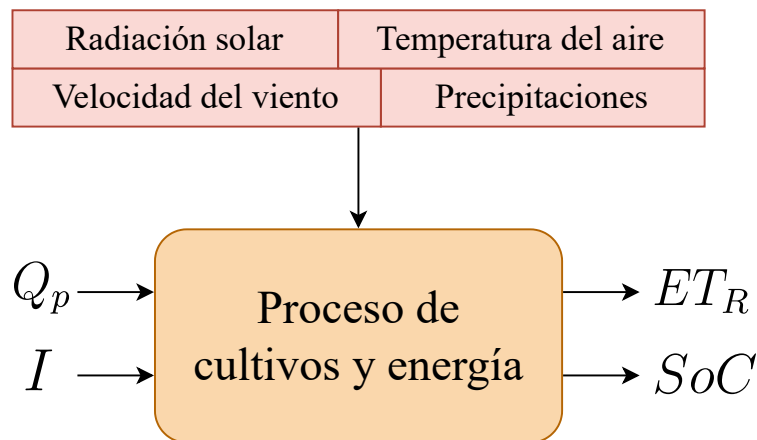 Radiación solar
Temperatura del aire
Velocidad del viento
Precipitaciones
Q_p
I
Proceso de
cultivos y energía
ET_R
SoC